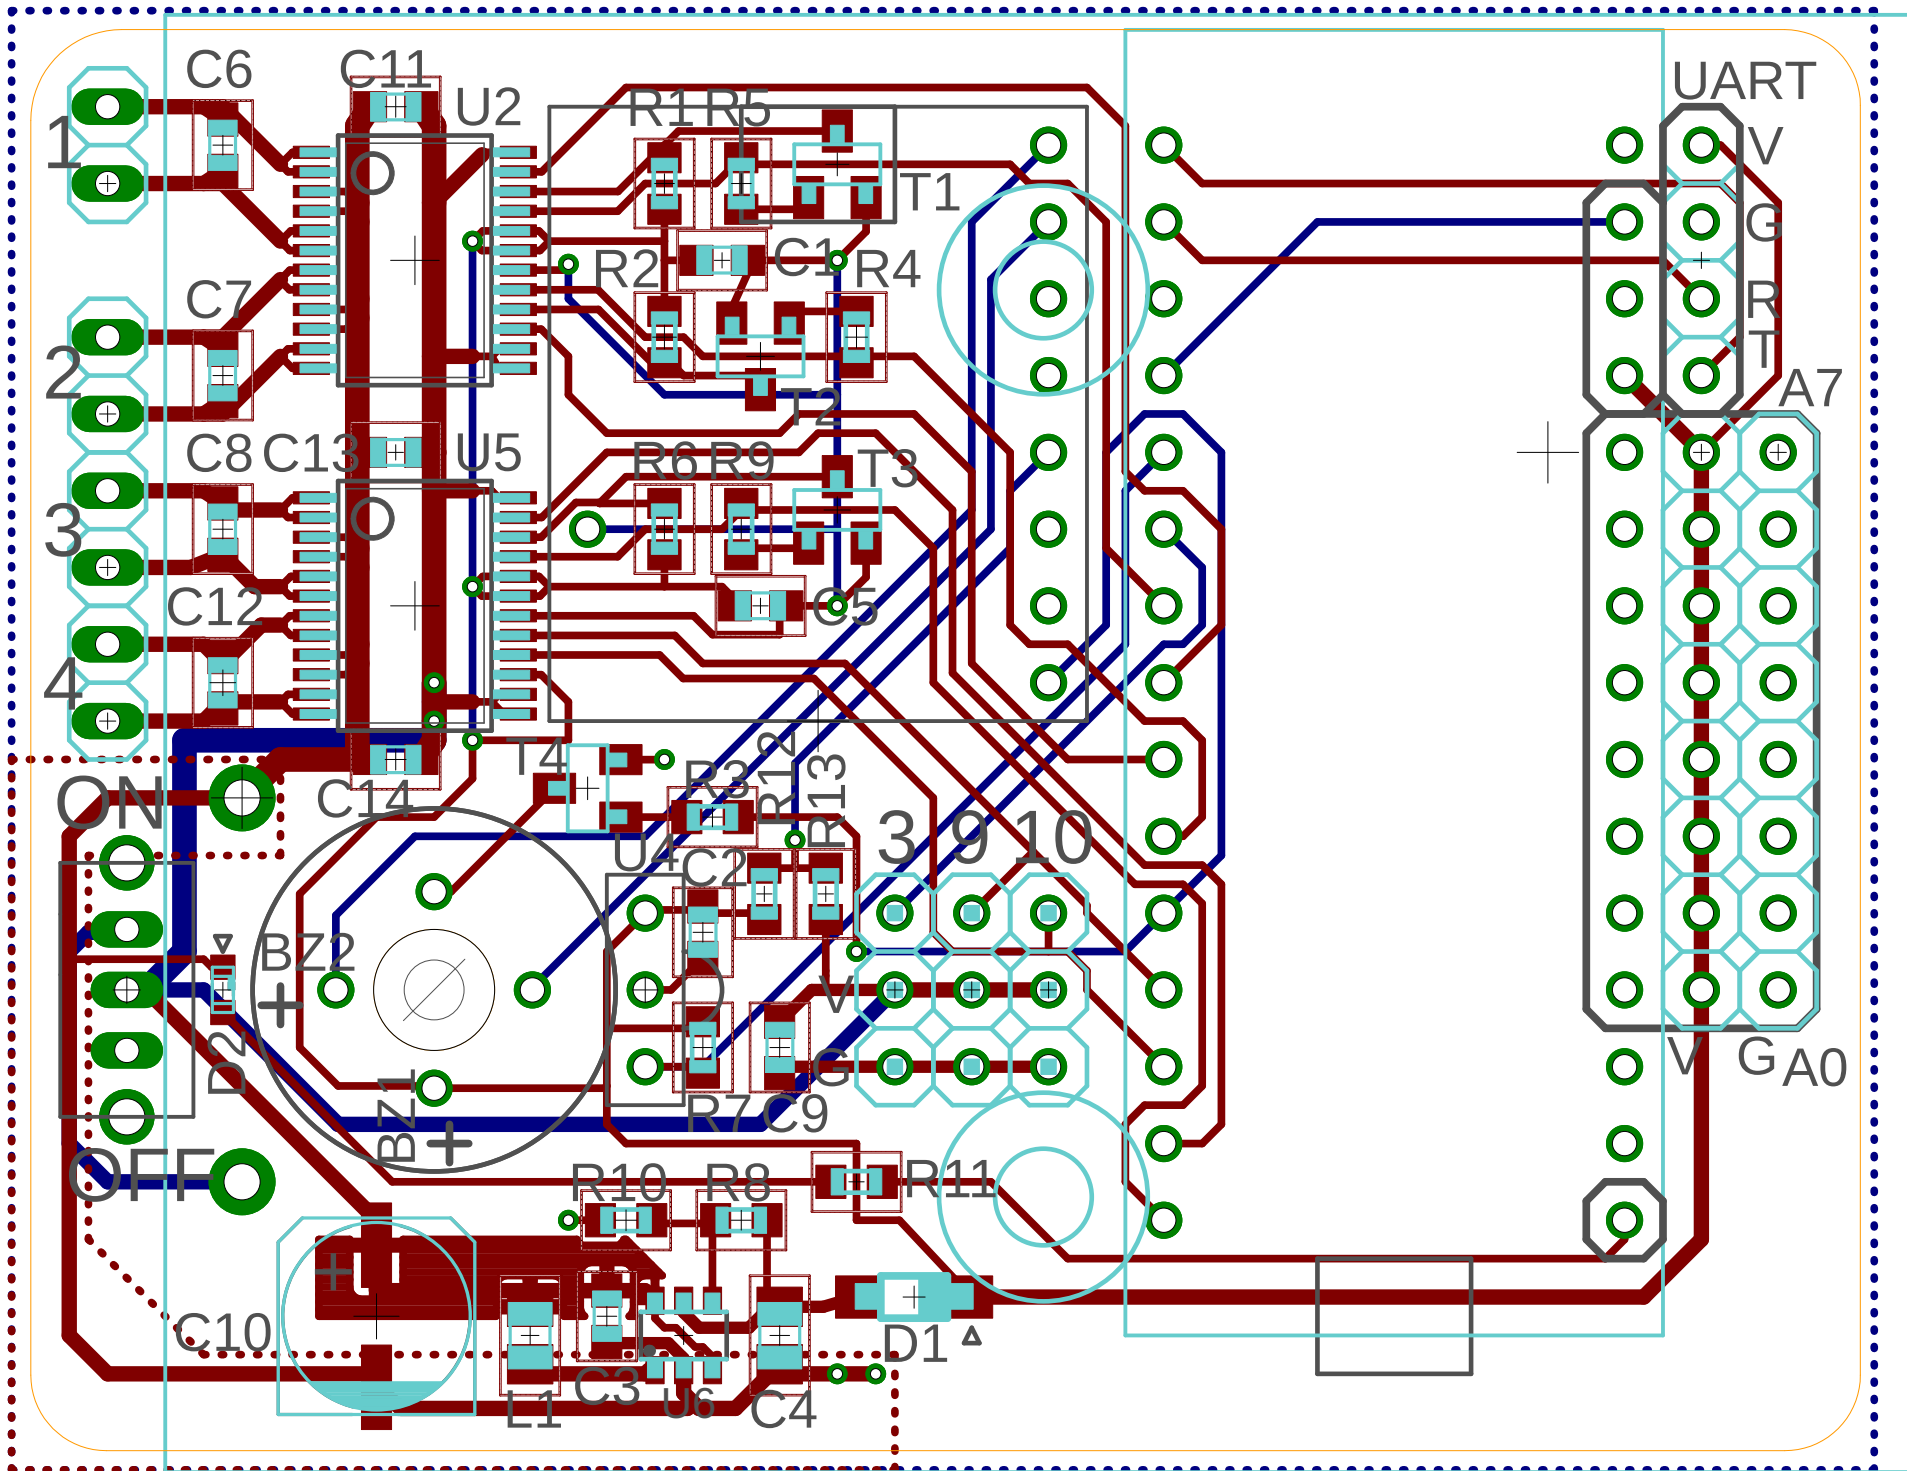 C6
C11
U2
R1
R5
UART
1
V
T1
G
C7
R2
C1
R4
R
2
T
T2
A7
C8
C13
U5
R6
R9
T3
3
C12
C5
4
ON
C14
T4
R3
R12
R13
3
9
10
U4
C2
BZ2
+
V
D2
BZ1
+
R7
C9
G
V
G
A0
OFF
R10
R8
R11
+
C10
L1
C3
U6
C4
D1